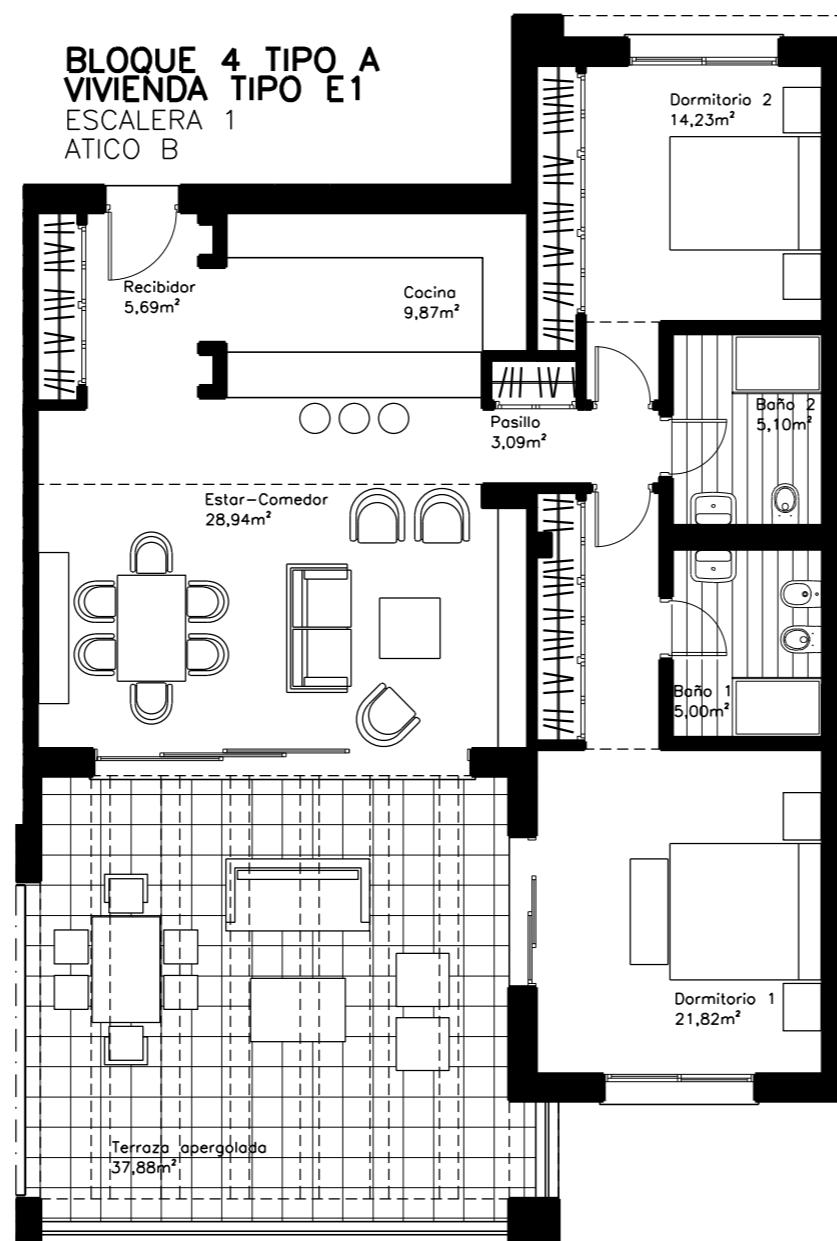 BLOQUE 4 TIPO A
VIVIENDA TIPO E1
ESCALERA 1
ATICO B
Dormitorio 2
14,23m²
Recibidor
5,69m²
Cocina
9,87m²
Baño 2
5,10m²
Pasillo
3,09m²
Estar-Comedor
28,94m²
Baño 1
5,00m²
Dormitorio 1
21,82m²
Terraza apergolada
37,88m²